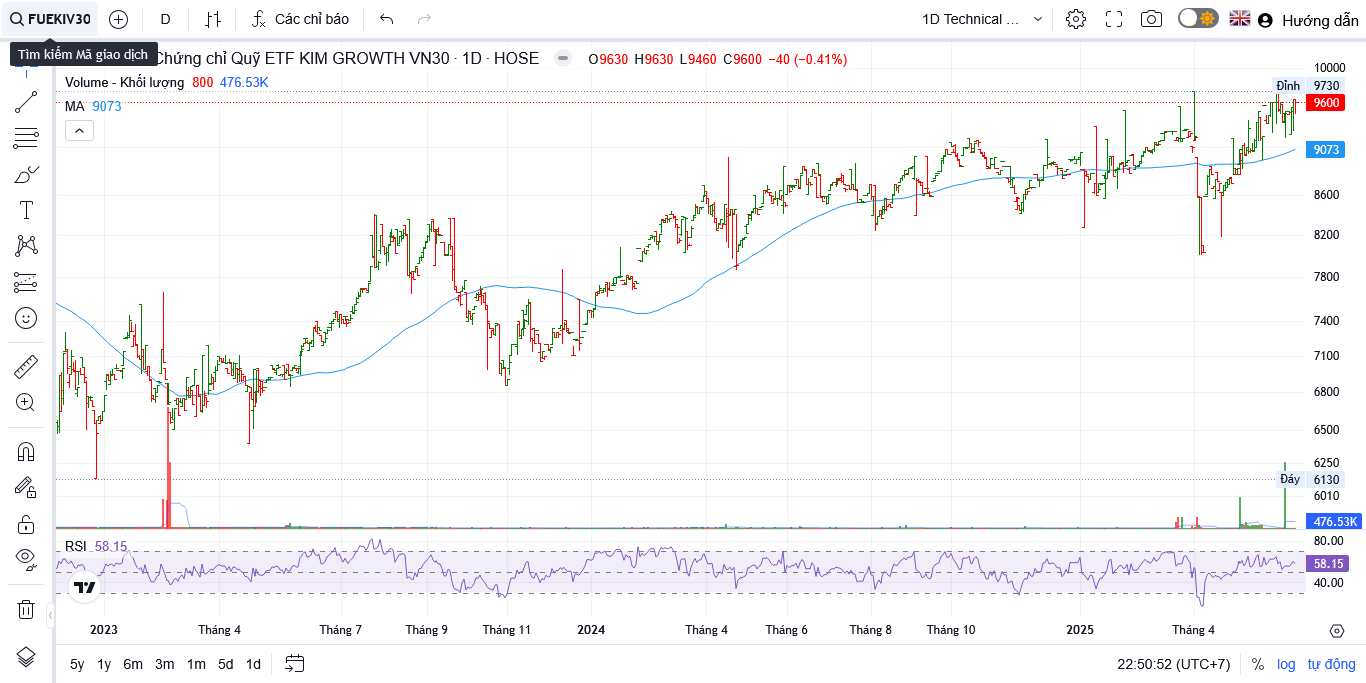 FUEKIV30
D
Các chỉ báo
1D Technical ...
Hướng dẫn
Tìm kiếm Mã giao dịch
Chứng chỉ Quỹ ETF KIM GROWTH VN30 · 1D · HOSE
O9630 H9630 L9460 C9600 −40 (−0.41%)
Volume - Khối lượng 800 476.53K
MA 9073
10000
Đỉnh 9730
9600
9073
8600
8200
7800
7400
7100
6800
6500
6250
Đáy 6130
6010
476.53K
RSI 58.15
80.00
58.15
40.00
2023 Tháng 4 Tháng 7 Tháng 9 Tháng 11 2024 Tháng 4 Tháng 6 Tháng 8 Tháng 10 2025 Tháng 4
5y 1y 6m 3m 1m 5d 1d
22:50:52 (UTC+7) % log tự động